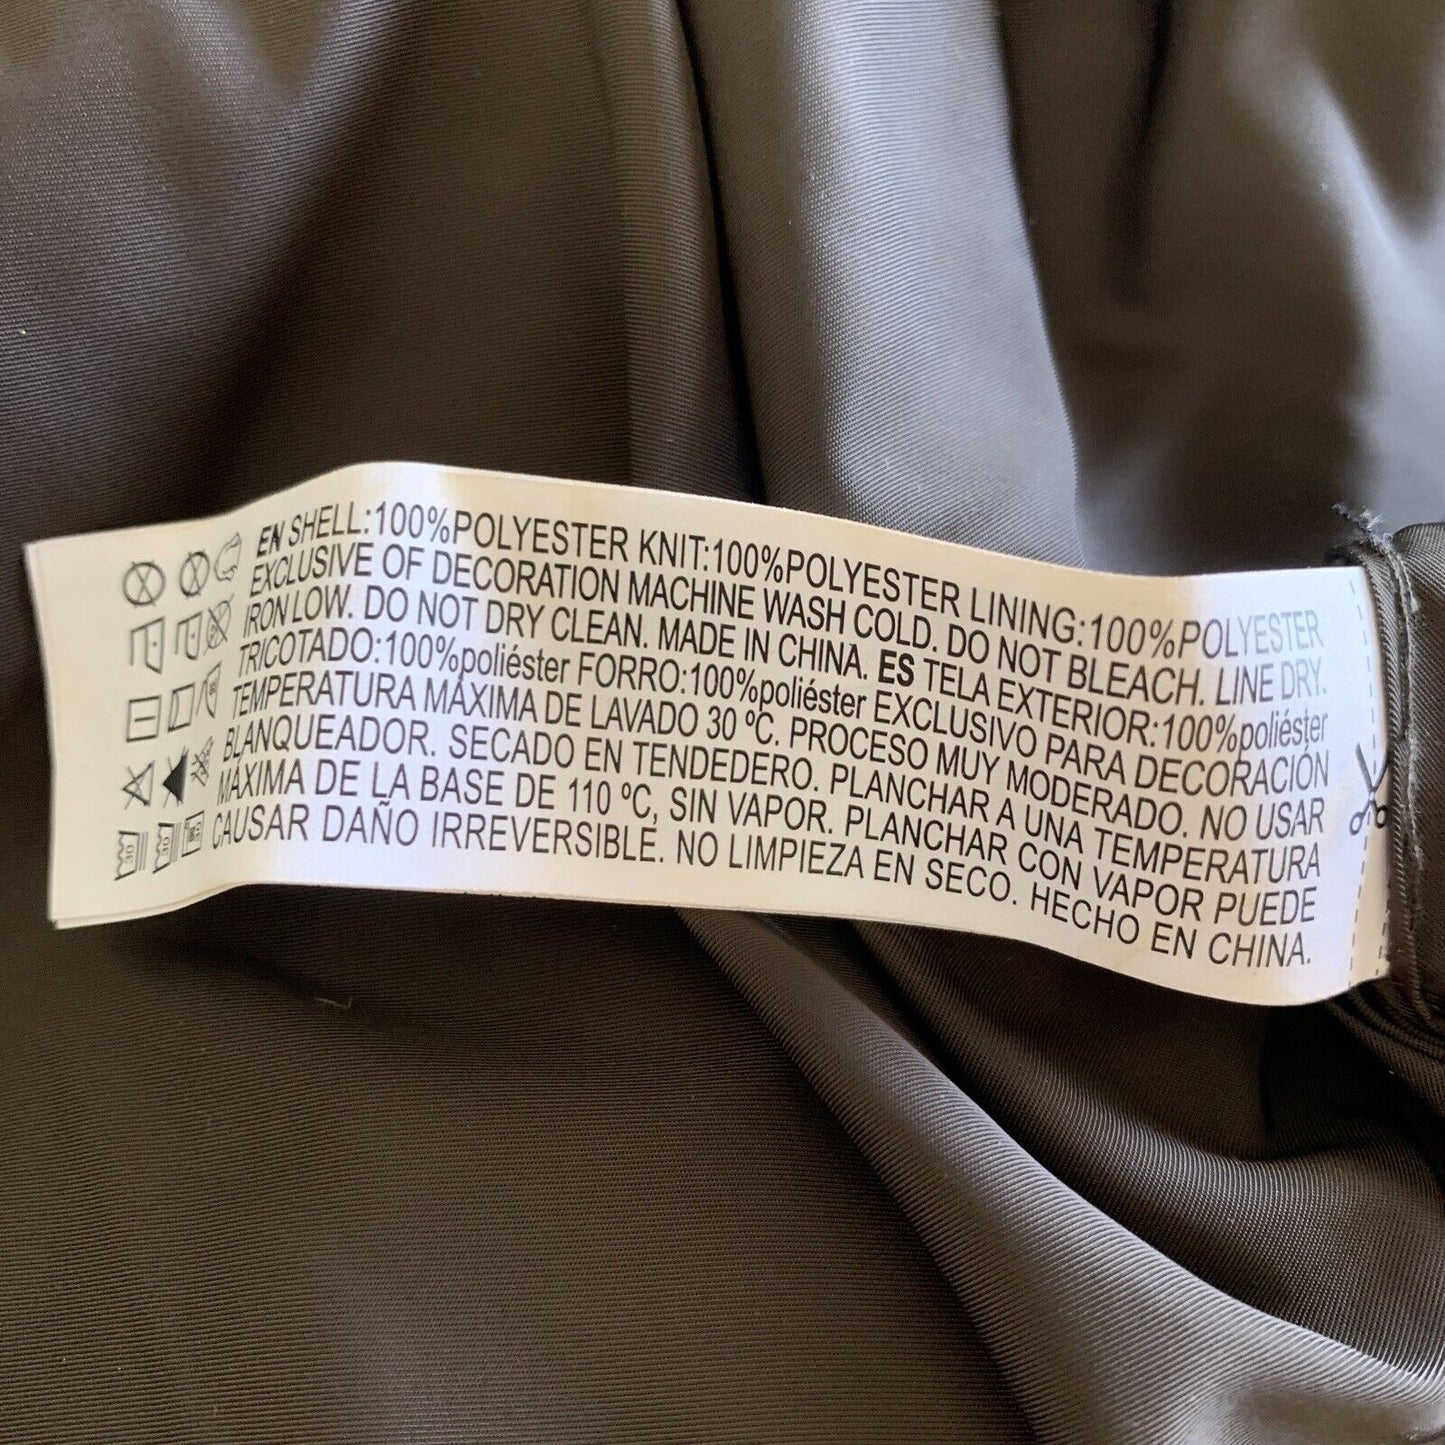 EN SHELL:100%POLYESTER KNIT:100%POLYESTER LINING:100%POLYESTER
EXCLUSIVE OF DECORATION MACHINE WASH COLD. DO NOT BLEACH. LINE DRY.
IRON LOW. DO NOT DRY CLEAN. MADE IN CHINA. ES TELA EXTERIOR:100%poliéster
TRICOTADO:100%poliéster FORRO:100%poliéster EXCLUSIVO PARA DECORACIÓN
TEMPERATURA MÁXIMA DE LAVADO 30 ºC. PROCESO MUY MODERADO. NO USAR
BLANQUEADOR. SECADO EN TENDEDERO. PLANCHAR A UNA TEMPERATURA
MÁXIMA DE LA BASE DE 110 ºC, SIN VAPOR. PLANCHAR CON VAPOR PUEDE
CAUSAR DAÑO IRREVERSIBLE. NO LIMPIEZA EN SECO. HECHO EN CHINA.
30
30